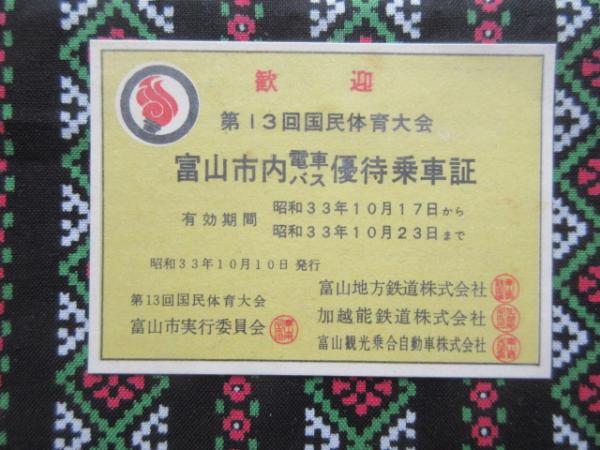 歓迎
第13回国民体育大会
富山市内電車バス優待乗車証
有効期間 昭和33年10月17日から
昭和33年10月23日まで
昭和33年10月10日 発行
第13回国民体育大会
富山市実行委員会
富山地方鉄道株式会社
加越能鉄道株式会社
富山観光乗合自動車株式会社